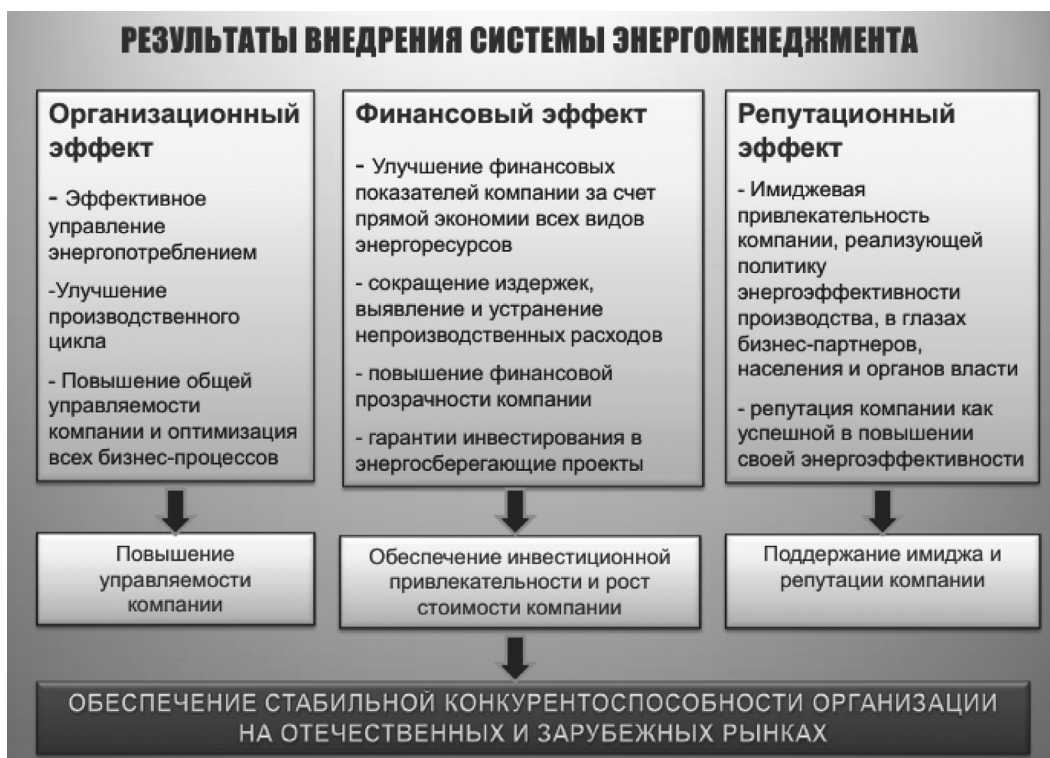 РЕЗУЛЬТАТЫ ВНЕДРЕНИЯ СИСТЕМЫ ЭНЕРГОМЕНЕДЖМЕНТА
Организационный
эффект
- Эффективное
управление
энергопотреблением
-Улучшение
производственного
цикла
- Повышение общей
управляемости
компании и оптимизация
всех бизнес-процессов
Повышение
управляемости
компании
Финансовый эффект
- Улучшение финансовых
показателей компании за счет
прямой экономии всех видов
энергоресурсов
- сокращение издержек,
выявление и устранение
непроизводственных расходов
- повышение финансовой
прозрачности компании
- гарантии инвестирования в
энергосберегающие проекты
Обеспечение инвестиционной
привлекательности и рост
стоимости компании
Репутационный
эффект
- Имиджевая
привлекательность
компании, реализующей
политику
энергоэффективности
производства, в глазах
бизнес-партнеров,
населения и органов власти
- репутация компании как
успешной в повышении
своей энергоэффективности
Поддержание имиджа и
репутации компании
ОБЕСПЕЧЕНИЕ СТАБИЛЬНОЙ КОНКУРЕНТОСПОСОБНОСТИ ОРГАНИЗАЦИИ
НА ОТЕЧЕСТВЕННЫХ И ЗАРУБЕЖНЫХ РЫНКАХ